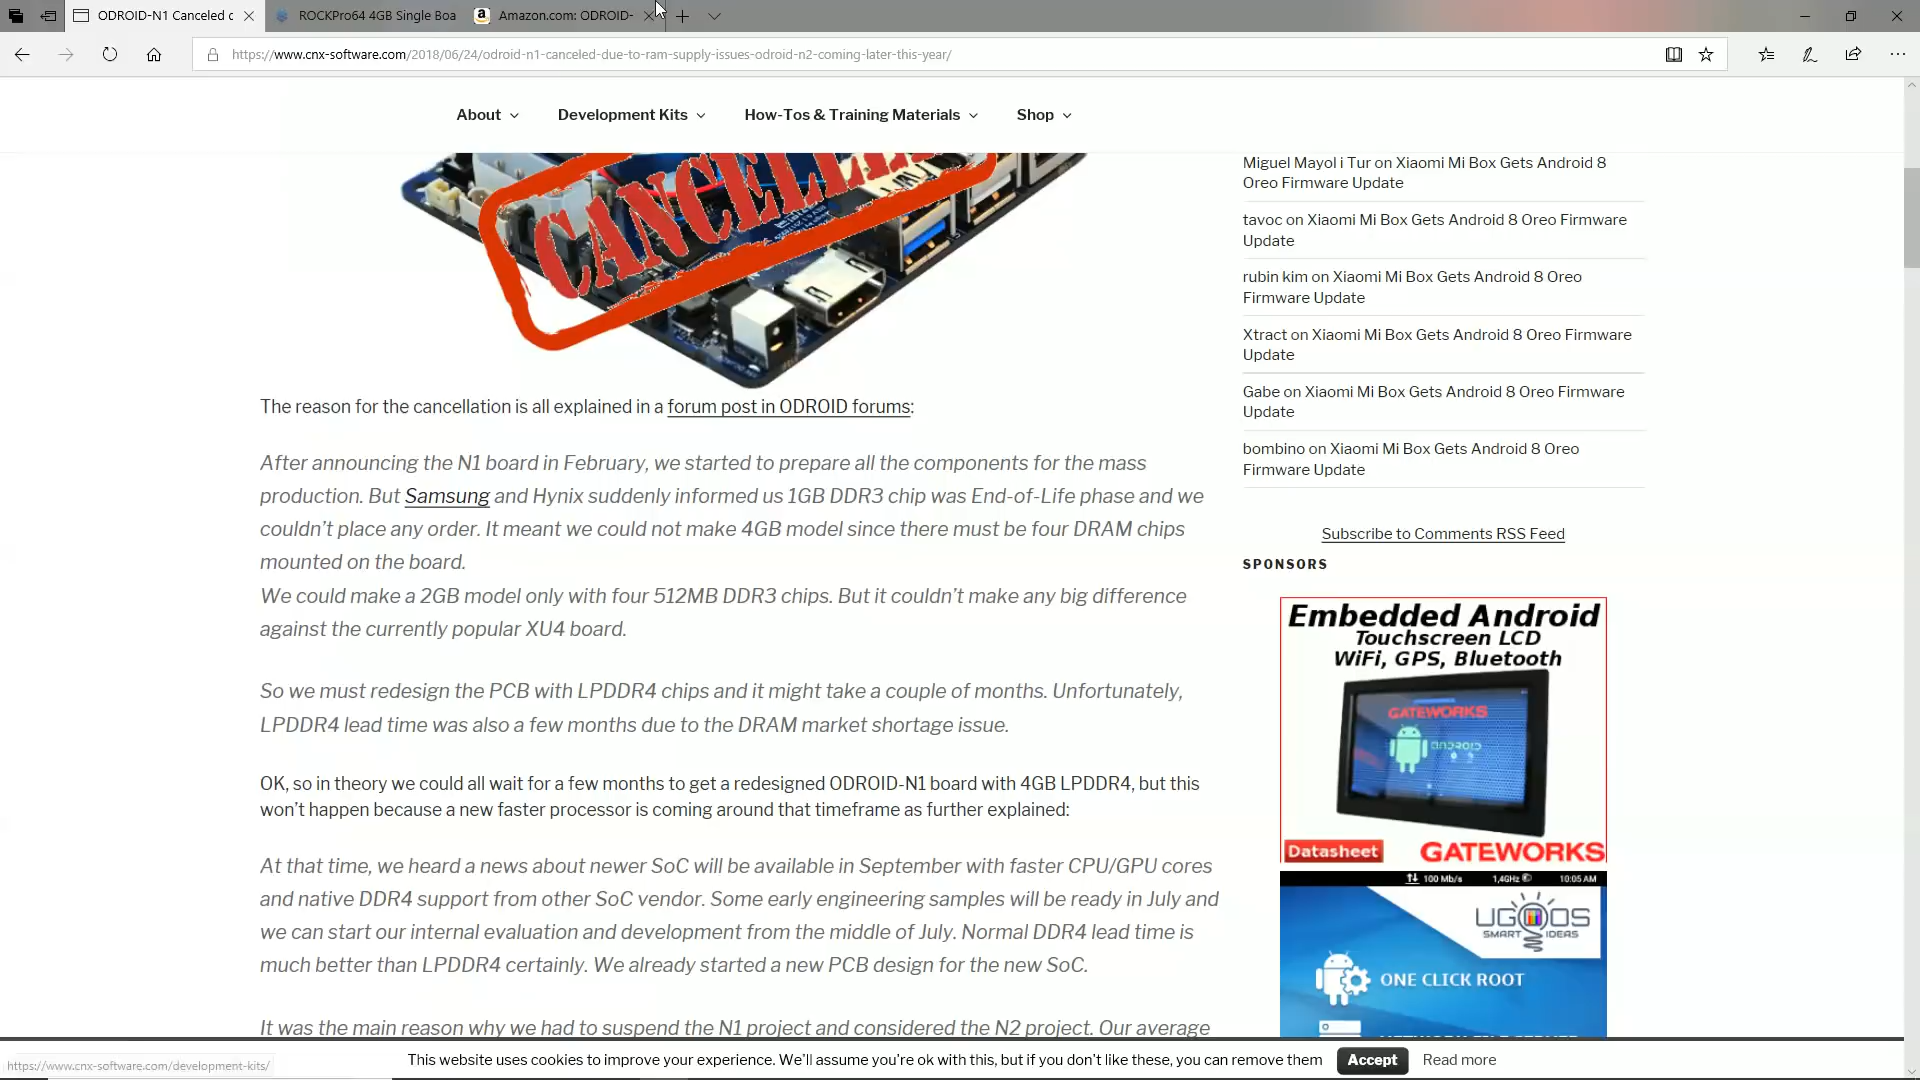 ODROID-N1 Canceled d
ROCKPro64 4GB Single Boa
Amazon.com: ODROID-
https://www.cnx-software.com/2018/06/24/odroid-n1-canceled-due-to-ram-supply-issues-odroid-n2-coming-later-this-year/
About
Development Kits
How-Tos & Training Materials
Shop
The reason for the cancellation is all explained in a forum post in ODROID forums:
After announcing the N1 board in February, we started to prepare all the components for the mass
production. But Samsung and Hynix suddenly informed us 1GB DDR3 chip was End-of-Life phase and we
couldn't place any order. It meant we could not make 4GB model since there must be four DRAM chips
mounted on the board.
We could make a 2GB model only with four 512MB DDR3 chips. But it couldn't make any big difference
against the currently popular XU4 board.
So we must redesign the PCB with LPDDR4 chips and it might take a couple of months. Unfortunately,
LPDDR4 lead time was also a few months due to the DRAM market shortage issue.
OK, so in theory we could all wait for a few months to get a redesigned ODROID-N1 board with 4GB LPDDR4, but this
won't happen because a new faster processor is coming around that timeframe as further explained:
At that time, we heard a news about newer SoC will be available in September with faster CPU/GPU cores
and native DDR4 support from other SoC vendor. Some early engineering samples will be ready in July and
we can start our internal evaluation and development from the middle of July. Normal DDR4 lead time is
much better than LPDDR4 certainly. We already started a new PCB design for the new SoC.
It was the main reason why we had to suspend the N1 project and considered the N2 project. Our average
Miguel Mayol i Tur on Xiaomi Mi Box Gets Android 8
Oreo Firmware Update
tavoc on Xiaomi Mi Box Gets Android 8 Oreo Firmware
Update
rubin kim on Xiaomi Mi Box Gets Android 8 Oreo
Firmware Update
Xtract on Xiaomi Mi Box Gets Android 8 Oreo Firmware
Update
Gabe on Xiaomi Mi Box Gets Android 8 Oreo Firmware
Update
bombino on Xiaomi Mi Box Gets Android 8 Oreo
Firmware Update
Subscribe to Comments RSS Feed
SPONSORS
Embedded Android
Touchscreen LCD
WiFi, GPS, Bluetooth
GATEWORKS
Datasheet GATEWORKS
100 Mb/s 1,4GHz 10:05 AM
UGOOS
SMART IDEAS
ONE CLICK ROOT
https://www.cnx-software.com/development-kits/
This website uses cookies to improve your experience. We'll assume you're ok with this, but if you don't like these, you can remove them
Accept
Read more